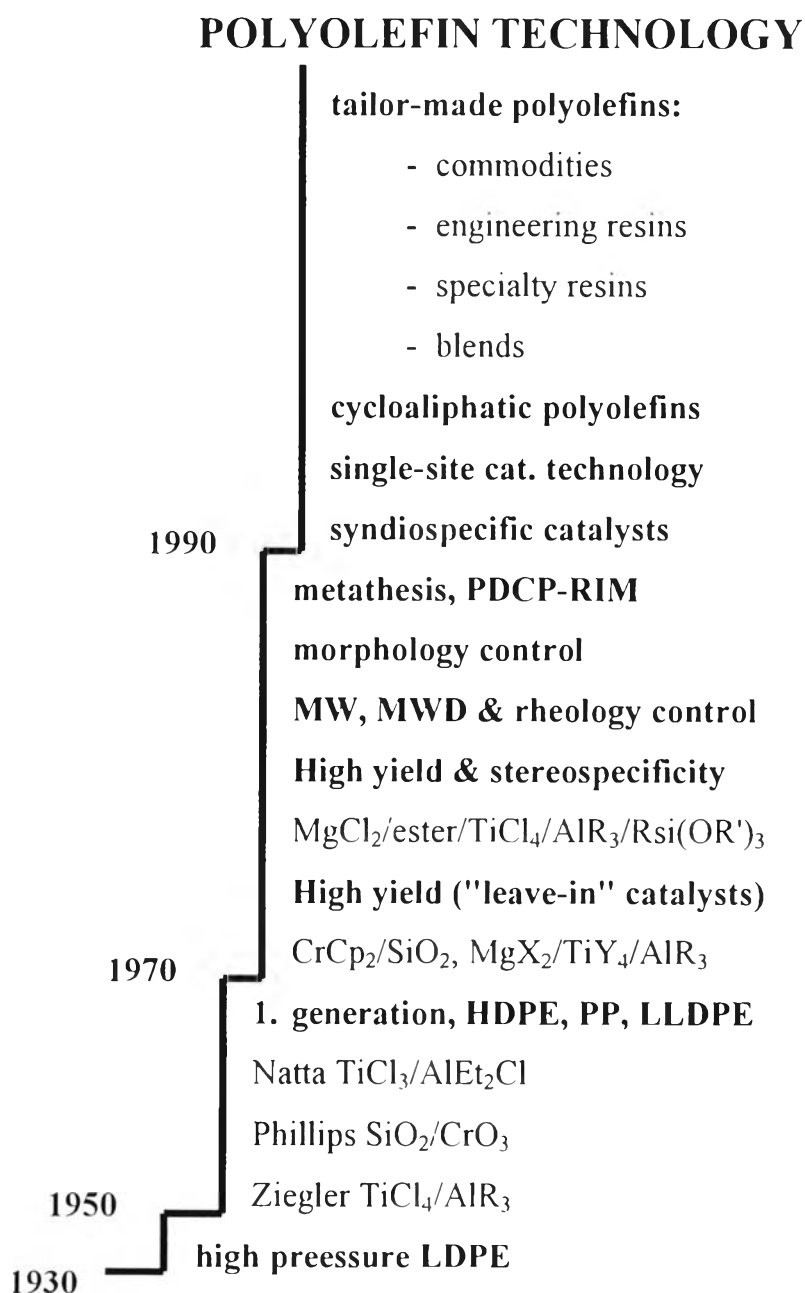 POLYOLEFIN TECHNOLOGY
tailor-made polyolefins:
- commodities
- engineering resins
- specialty resins
- blends
cycloaliphatic polyolefins
single-site cat. technology
1990 syndiospecific catalysts
metathesis, PDCP-RIM
morphology control
MW, MWD & rheology control
High yield & stereospecificity
MgCl₂/ester/TiCl₄/AlR₃/Rsi(OR')₃
High yield ("leave-in" catalysts)
1970 CrCp₂/SiO₂, MgX₂/TiY₄/AlR₃
1. generation, HDPE, PP, LLDPE
Natta TiCl₃/AlEt₂Cl
Phillips SiO₂/CrO₃
1950 Ziegler TiCl₄/AlR₃
high preessure LDPE
1930